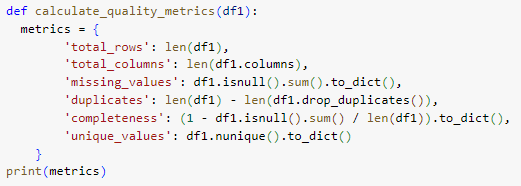 def calculate_quality_metrics(df1):
  metrics = {
        'total_rows': len(df1),
        'total_columns': len(df1.columns),
        'missing_values': df1.isnull().sum().to_dict(),
        'duplicates': len(df1) - len(df1.drop_duplicates()),
        'completeness': (1 - df1.isnull().sum() / len(df1)).to_dict(),
        'unique_values': df1.nunique().to_dict()
    }
print(metrics)